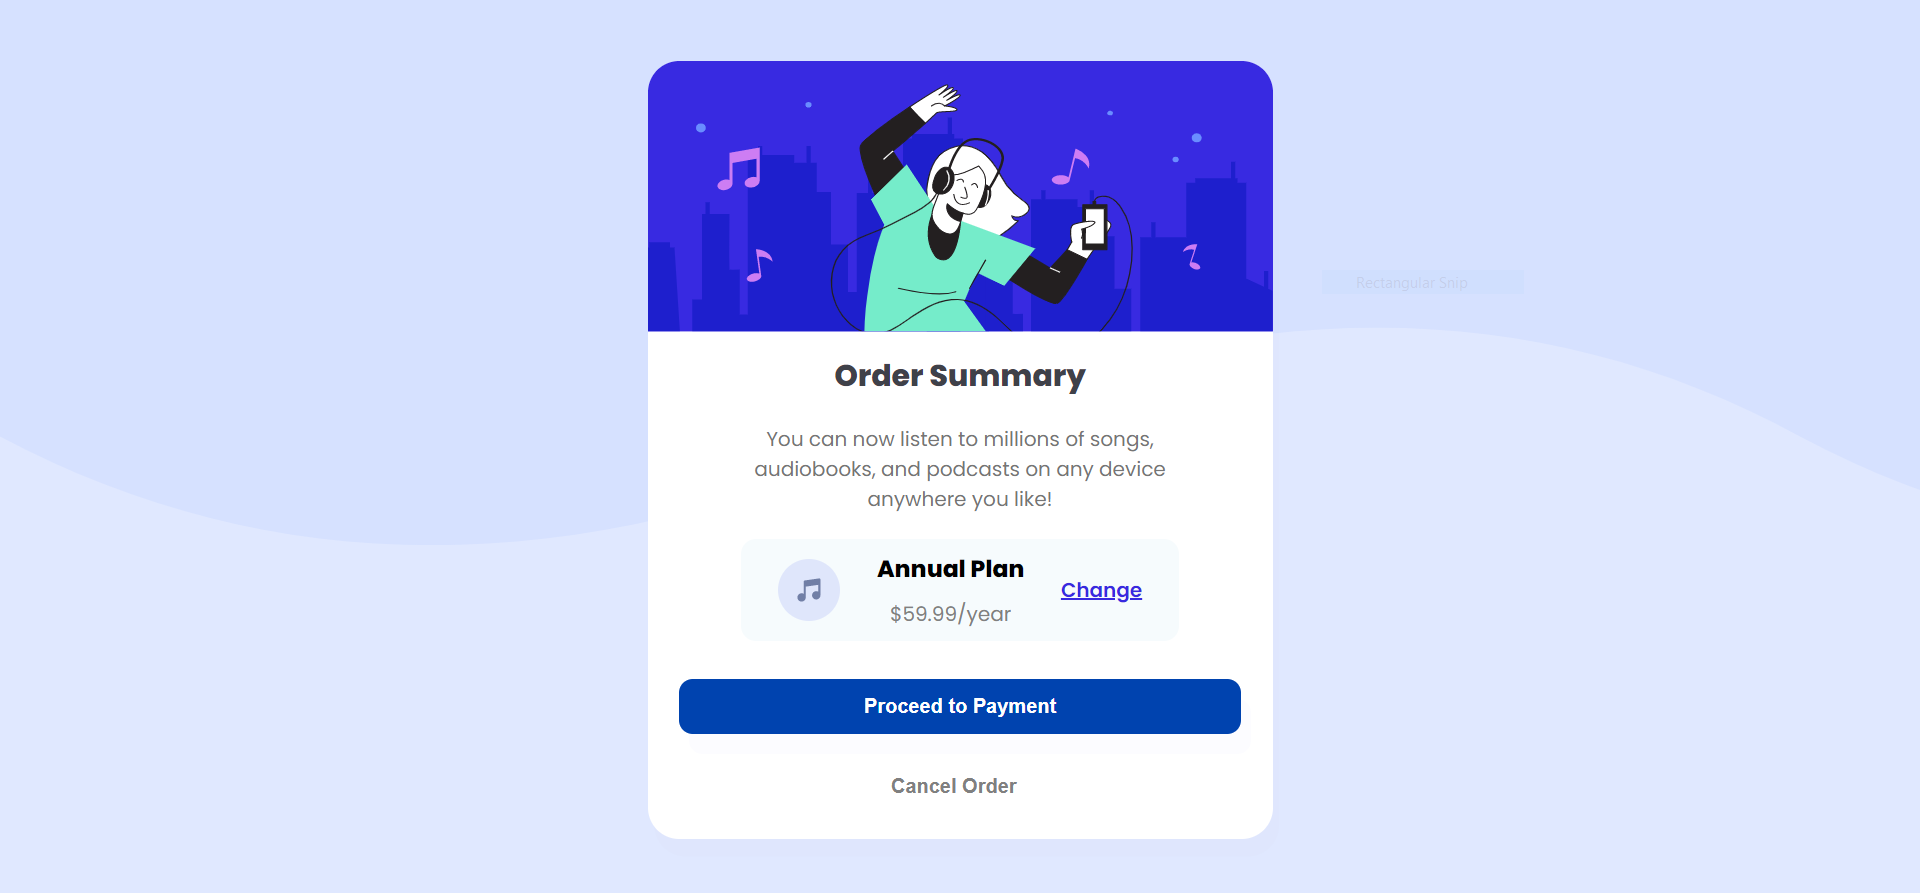 Order Summary
You can now listen to millions of songs,
audiobooks, and podcasts on any device
anywhere you like!
Annual Plan
$59.99/year
Change
Proceed to Payment
Cancel Order
Rectangular Snip